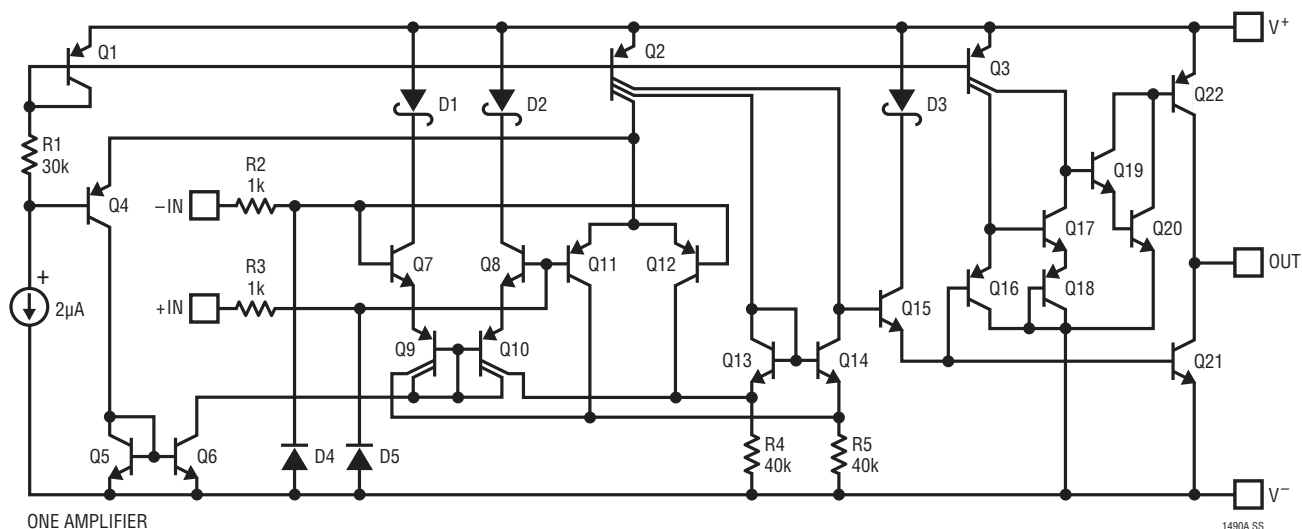 V+
Q1
Q2
Q3
Q22
D1
D2
D3
R1
30k
R2
1k
Q19
Q4
−IN
Q17
Q20
Q7
Q8
Q11
Q12
OUT
+
2µA
R3
1k
+IN
Q15
Q16
Q18
Q9
Q10
Q13
Q14
Q21
Q5
Q6
D4
D5
R4
40k
R5
40k
V−
ONE AMPLIFIER
1490A SS